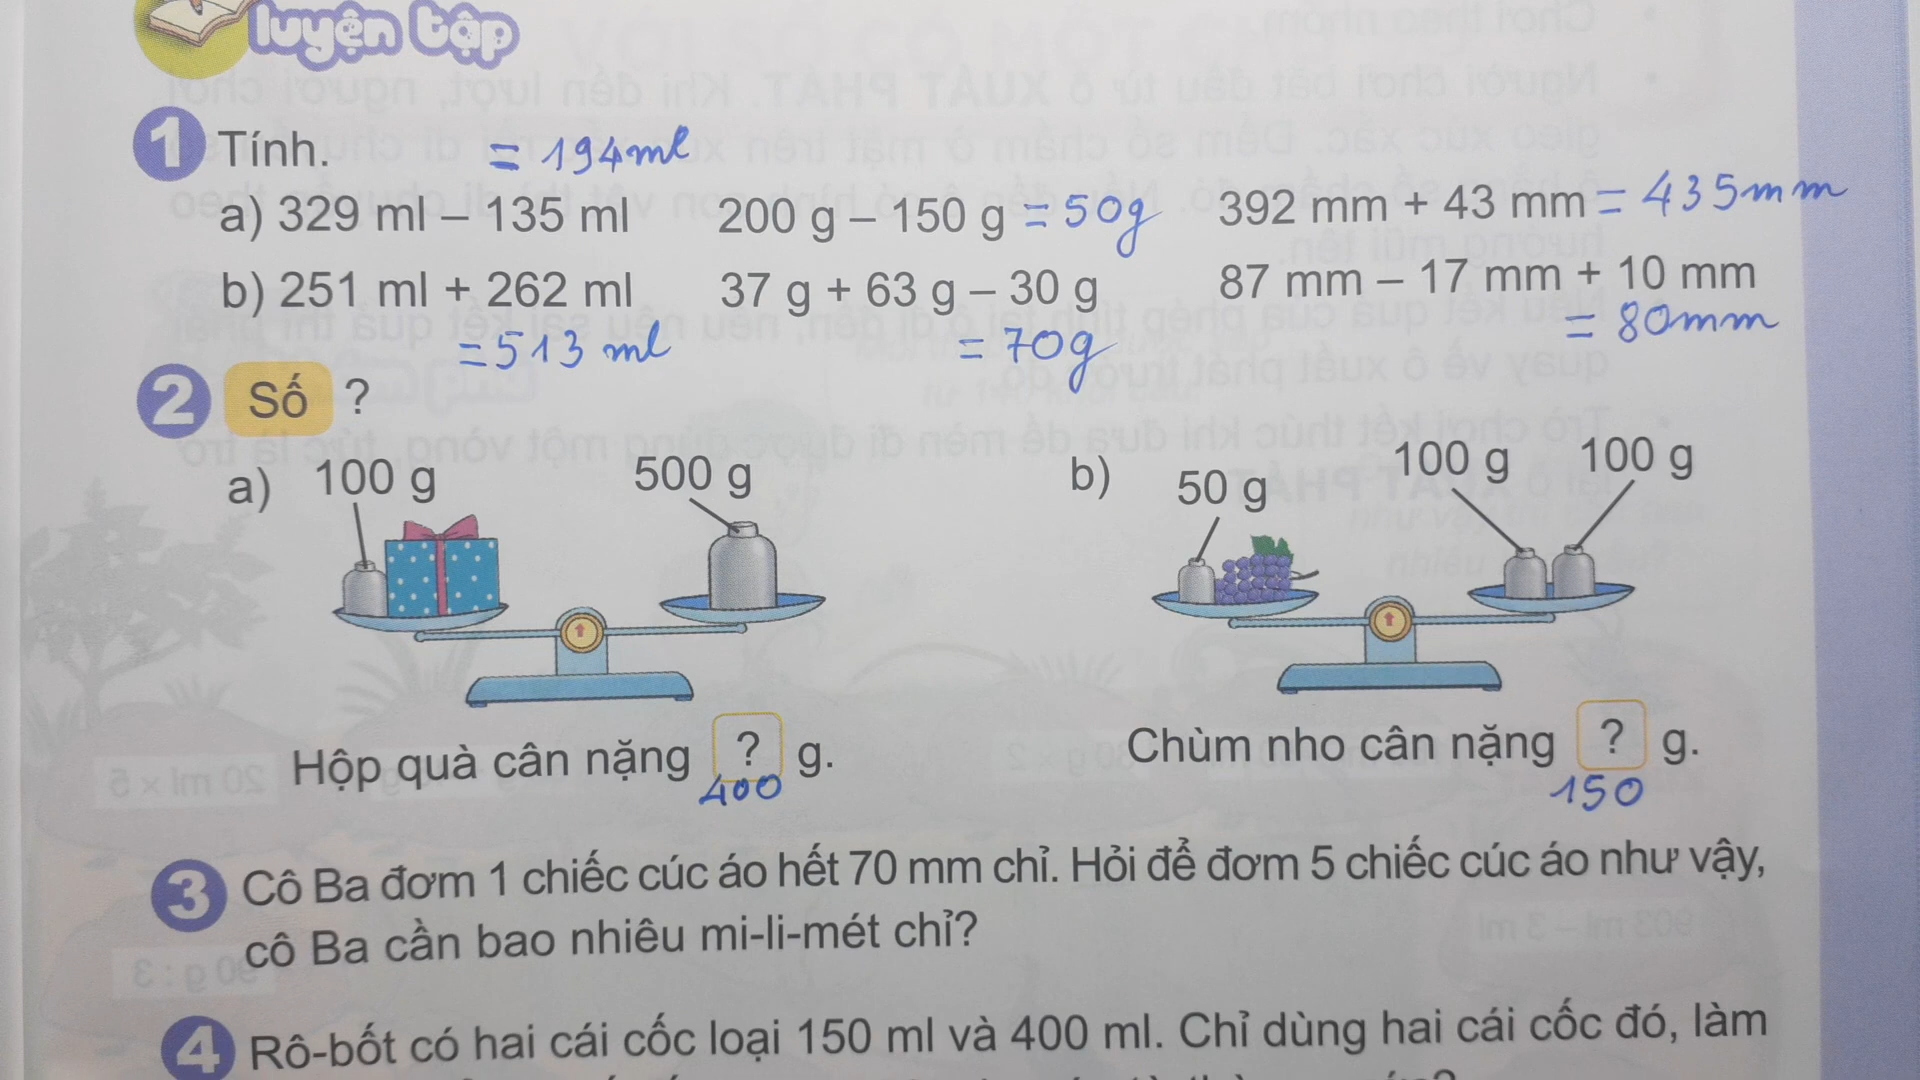 luyện tập
1 Tính.
= 194ml
a) 329 ml – 135 ml 200 g – 150 g = 50g 392 mm + 43 mm = 435mm
b) 251 ml + 262 ml 37 g + 63 g – 30 g 87 mm – 17 mm + 10 mm
= 513 ml = 70g = 80mm
2 Số ?
a) 100 g 500 g b) 50 g 100 g 100 g
Hộp quà cân nặng ? g. Chùm nho cân nặng ? g.
400 150
3 Cô Ba đơm 1 chiếc cúc áo hết 70 mm chỉ. Hỏi để đơm 5 chiếc cúc áo như vậy,
cô Ba cần bao nhiêu mi-li-mét chỉ?
4 Rô-bốt có hai cái cốc loại 150 ml và 400 ml. Chỉ dùng hai cái cốc đó, làm